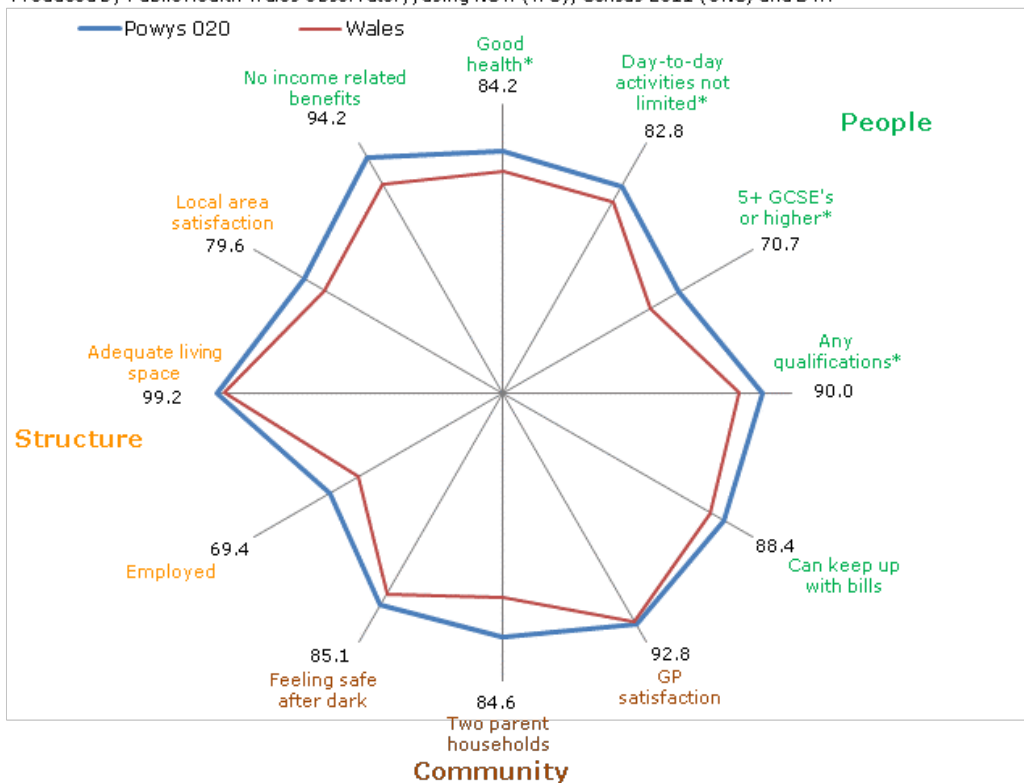 Powys 020
Wales
Good
health*
84.2
Day-to-day
activities not
limited*
82.8
People
No income related
benefits
94.2
5+ GCSE's
or higher*
70.7
Local area
satisfaction
79.6
Any
qualifications*
90.0
Adequate living
space
99.2
Structure
88.4
Can keep up
with bills
69.4
Employed
92.8
GP
satisfaction
85.1
Feeling safe
after dark
84.6
Two parent
households
Community